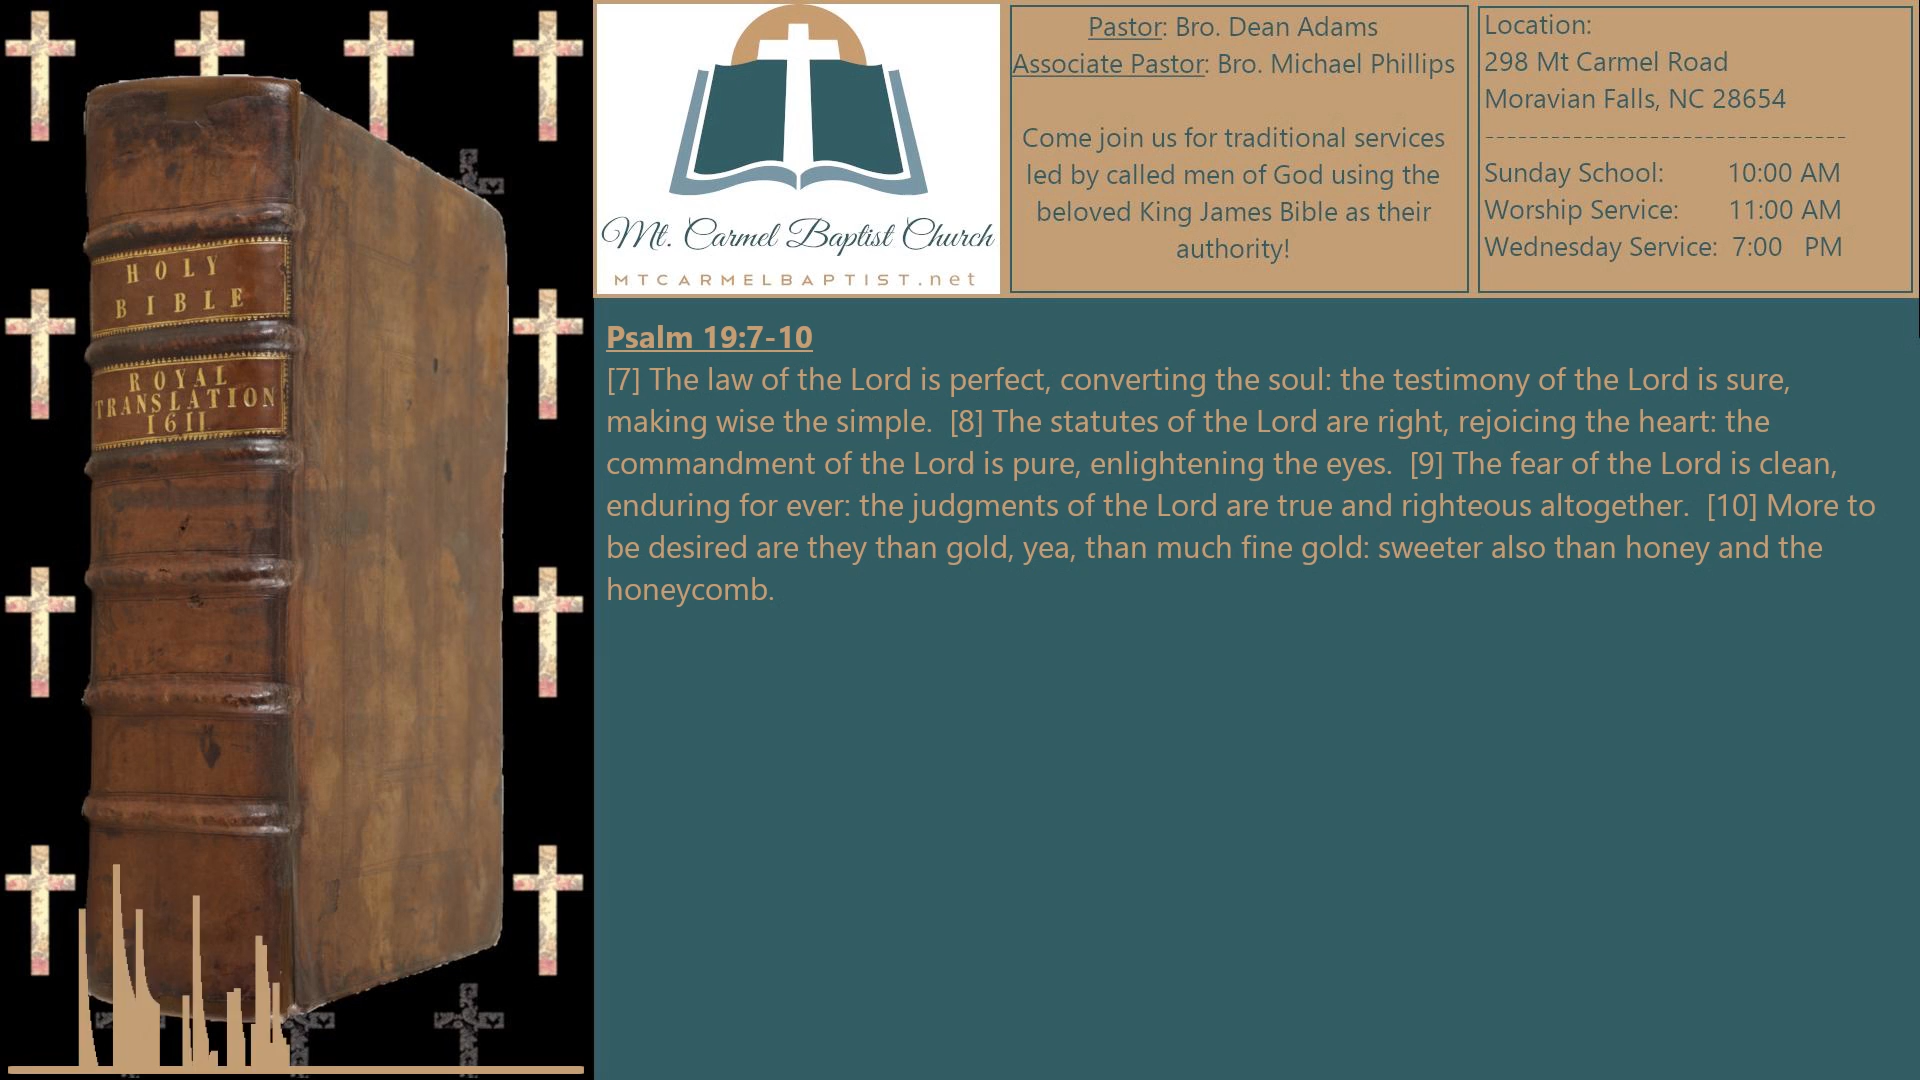 HOLY
BIBLE
ROYAL
TRANSLATION
1611
Mt. Carmel Baptist Church
MTCARMELBAPTIST.net
Pastor: Bro. Dean Adams
Associate Pastor: Bro. Michael Phillips
Come join us for traditional services
led by called men of God using the
beloved King James Bible as their
authority!
Location:
298 Mt Carmel Road
Moravian Falls, NC 28654
---------------------------------
Sunday School: 10:00 AM
Worship Service: 11:00 AM
Wednesday Service: 7:00 PM
Psalm 19:7-10
[7] The law of the Lord is perfect, converting the soul: the testimony of the Lord is sure,
making wise the simple. [8] The statutes of the Lord are right, rejoicing the heart: the
commandment of the Lord is pure, enlightening the eyes. [9] The fear of the Lord is clean,
enduring for ever: the judgments of the Lord are true and righteous altogether. [10] More to
be desired are they than gold, yea, than much fine gold: sweeter also than honey and the
honeycomb.